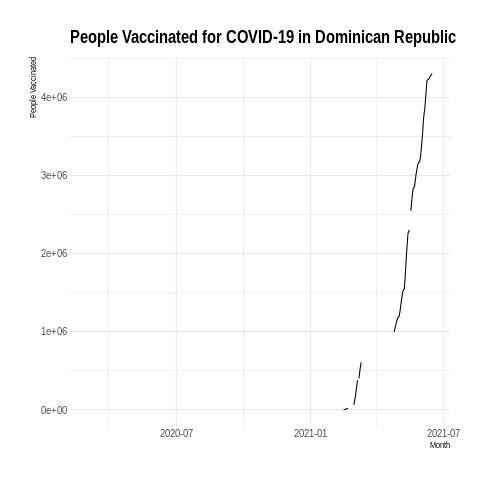 People Vaccinated for COVID-19 in Dominican Republic
People Vaccinated
4e+06
3e+06
2e+06
1e+06
0e+00
2020-07 2021-01 2021-07
Month